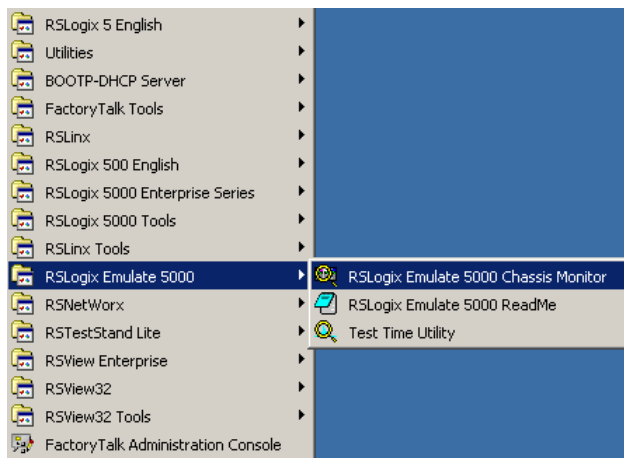 RSLogix 5 English
Utilities
BOOTP-DHCP Server
FactoryTalk Tools
RSLinx
RSLogix 500 English
RSLogix 5000 Enterprise Series
RSLogix 5000 Tools
RSLinx Tools
RSLogix Emulate 5000
RSLogix Emulate 5000 Chassis Monitor
RSNetWorx
RSLogix Emulate 5000 ReadMe
RSTestStand Lite
Test Time Utility
RSView Enterprise
RSView32
RSView32 Tools
FactoryTalk Administration Console